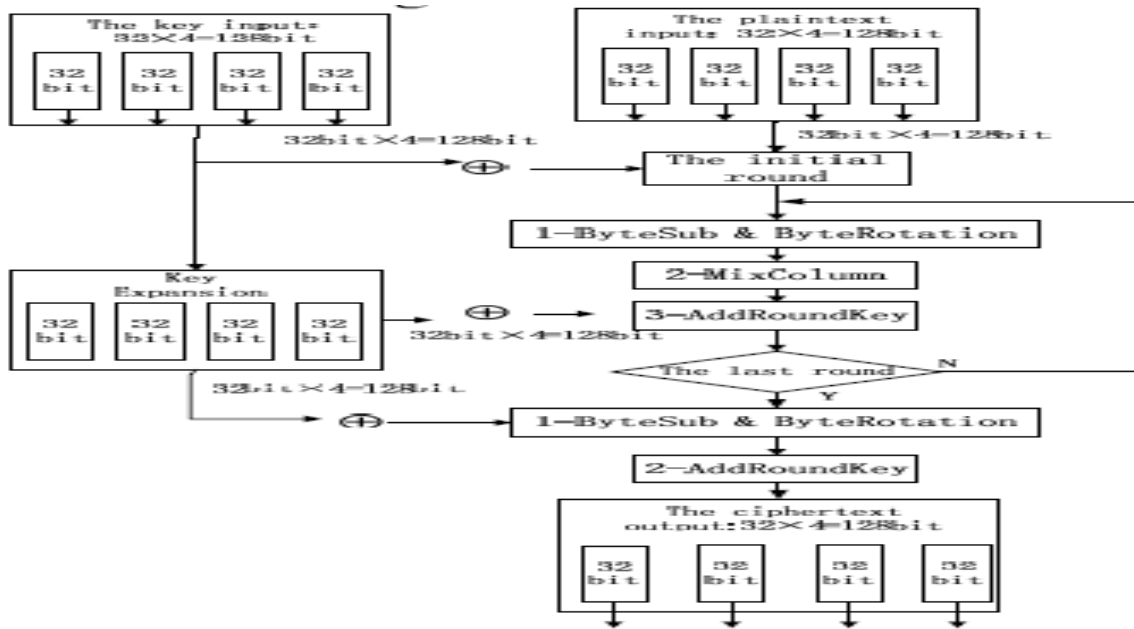 The key input:
32×4=128bit
32
bit
32
bit
32
bit
32
bit
The plaintext
input: 32×4=128bit
32
bit
32
bit
32
bit
32
bit
32bit×4=128bit
32bit×4=128bit
The initial
round
1-ByteSub & ByteRotation
2-MixColumn
3-AddRoundKey
Key
Expansion
32
bit
32
bit
32
bit
32
bit
32bit×4=128bit
The last round
N
Y
32bit×4=128bit
1-ByteSub & ByteRotation
2-AddRoundKey
The ciphertext
output:32×4=128bit
32
bit
32
bit
32
bit
32
bit